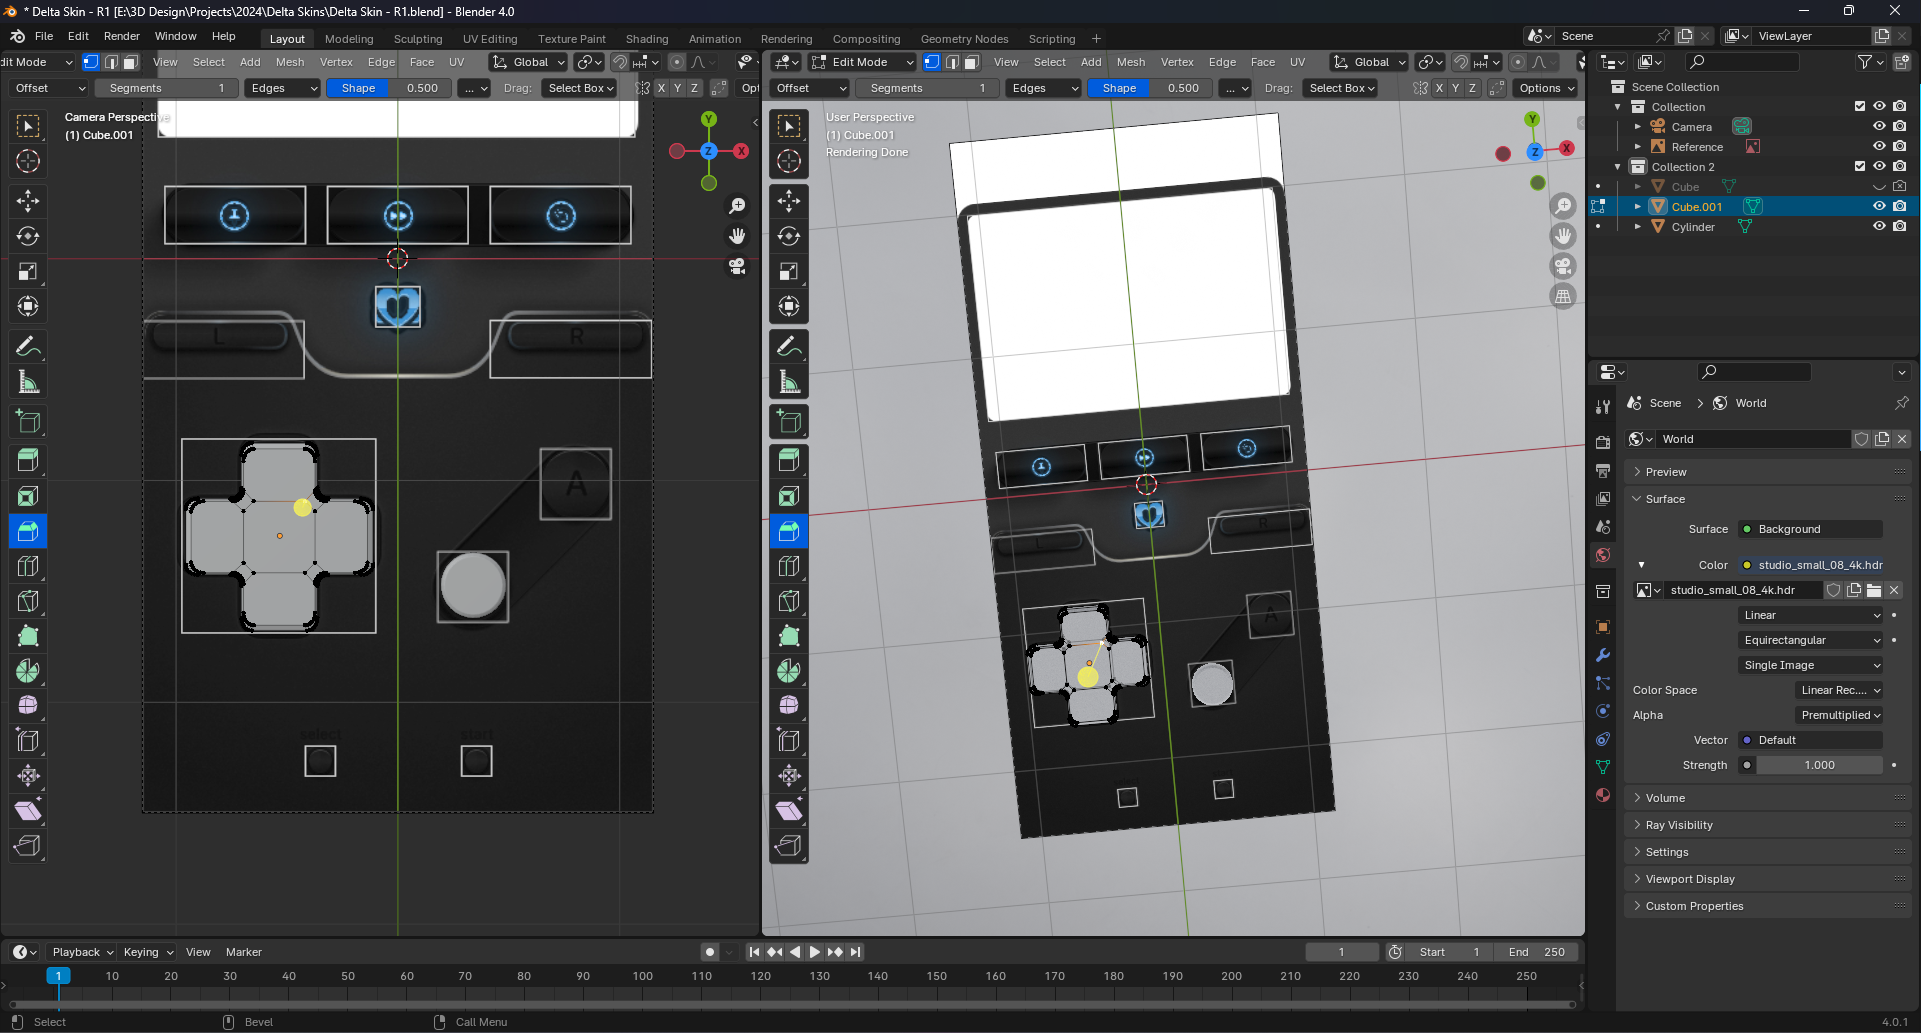 * Delta Skin - R1 [E:\3D Design\Projects\2024\Delta Skins\Delta Skin - R1.blend] - Blender 4.0
File Edit Render Window Help Layout Modeling Sculpting UV Editing Texture Paint Shading Animation Rendering Compositing Geometry Nodes Scripting + Scene ViewLayer
dit Mode View Select Add Mesh Vertex Edge Face UV Global
Offset Segments 1 Edges Shape 0.500 ... Drag: Select Box X Y Z Opt
Camera Perspective
(1) Cube.001
Y
Z
X
L
R
A
select
start
Edit Mode View Select Add Mesh Vertex Edge Face UV Global
Offset Segments 1 Edges Shape 0.500 ... Drag: Select Box X Y Z Options
User Perspective
(1) Cube.001
Rendering Done
Y
Z
X
R
A
Scene Collection
Collection
Camera
Reference
Collection 2
Cube
Cube.001
Cylinder
Scene > World
World
Preview
Surface
Surface Background
Color studio_small_08_4k.hdr
studio_small_08_4k.hdr
Linear
Equirectangular
Single Image
Color Space Linear Rec....
Alpha Premultiplied
Vector Default
Strength 1.000
Volume
Ray Visibility
Settings
Viewport Display
Custom Properties
Playback Keying View Marker 1 Start 1 End 250
1 10 20 30 40 50 60 70 80 90 100 110 120 130 140 150 160 170 180 190 200 210 220 230 240 250
Select Bevel Call Menu 4.0.1